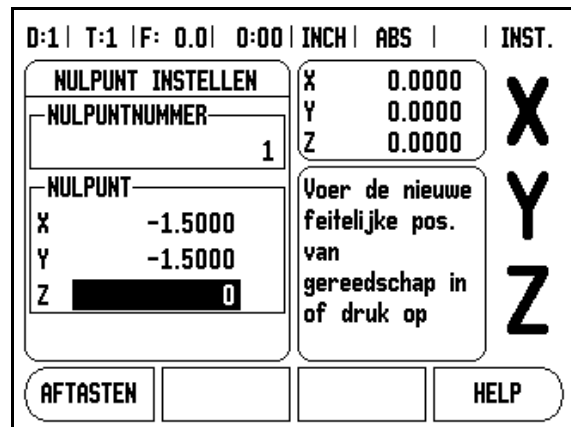 D:1 | T:1 | F: 0.0 | 0:00 | INCH | ABS | | INST.
NULPUNT INSTELLEN
NULPUNTNUMMER
1
NULPUNT
X -1.5000
Y -1.5000
Z 0
X 0.0000
Y 0.0000
Z 0.0000
Voer de nieuwe
feitelijke pos.
van
gereedschap in
of druk op
X
Y
Z
AFTASTEN
HELP